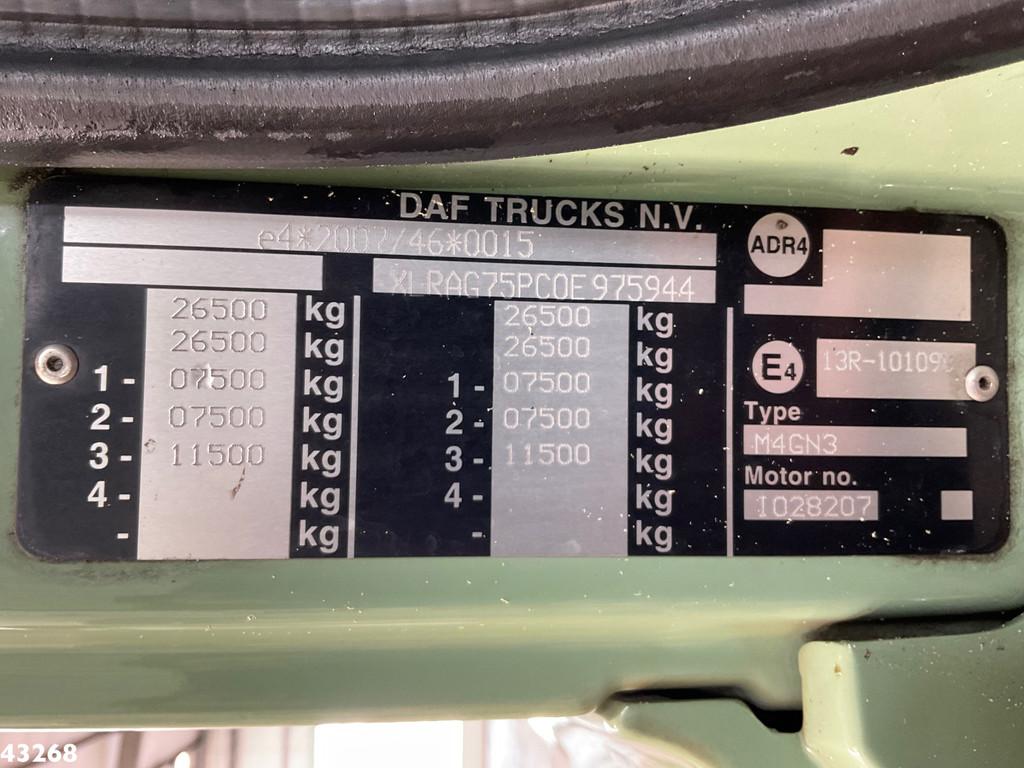 DAF TRUCKS N.V.
e4*2007/46*0015
XLRAG75PC0E975944
26500 kg 26500 kg
26500 kg 26500 kg
1- 07500 kg 1- 07500 kg
2- 07500 kg 2- 07500 kg
3- 11500 kg 3- 11500 kg
4- kg 4- kg
- kg - kg
ADR4
E4
Type
M4GN3
Motor no.
I028207
43268